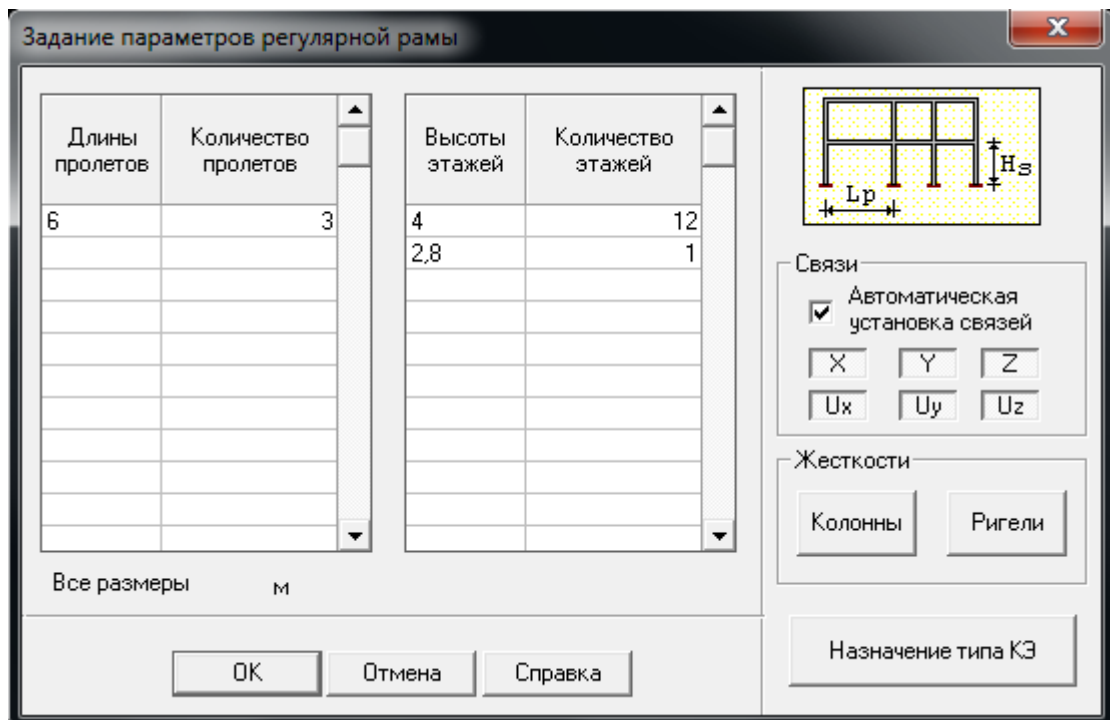 Задание параметров регулярной рамы
x
Длины
пролетов
Количество
пролетов
6
3
Высоты
этажей
Количество
этажей
4
12
2,8
1
Все размеры м
Hs
Lp
Связи
Автоматическая
установка связей
X Y Z
Ux Uy Uz
Жесткости
Колонны Ригели
Назначение типа КЭ
OK Отмена Справка